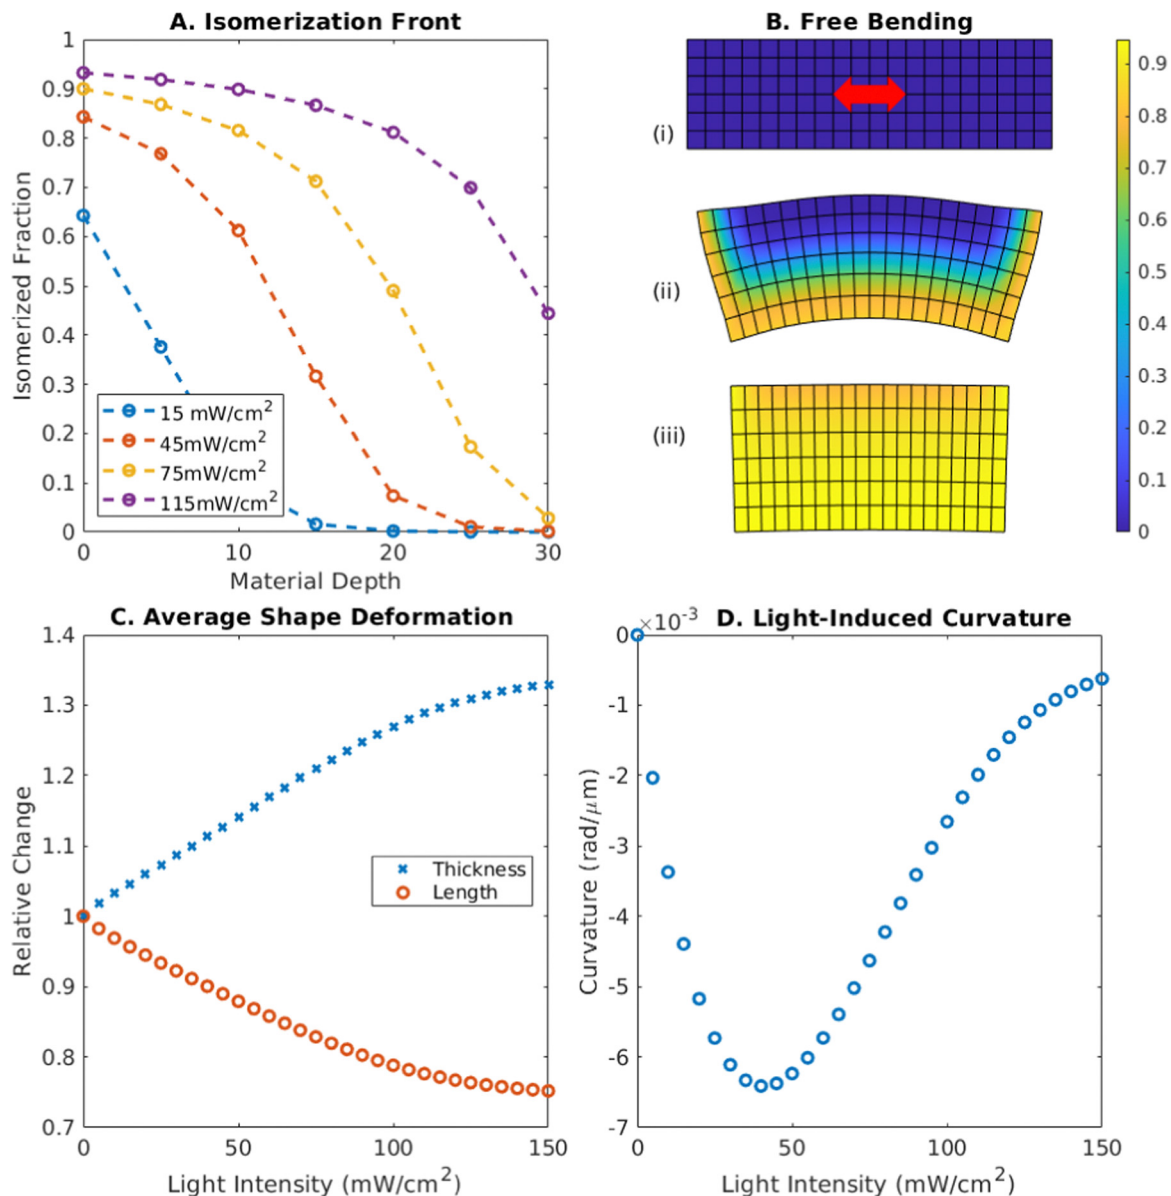 A. Isomerization Front
1
0.9
0.8
0.7
0.6
0.5
0.4
0.3
0.2
0.1
0
Isomerized Fraction
15 mW/cm²
45mW/cm²
75mW/cm²
115mW/cm²
0 10 20 30
Material Depth
B. Free Bending
(i)
(ii)
(iii)
0.9
0.8
0.7
0.6
0.5
0.4
0.3
0.2
0.1
0
C. Average Shape Deformation
1.4
1.3
1.2
1.1
1
0.9
0.8
0.7
Relative Change
Thickness
Length
0 50 100 150
Light Intensity (mW/cm²)
D. Light-Induced Curvature
×10⁻³
0
-1
-2
-3
-4
-5
-6
-7
Curvature (rad/μm)
0 50 100 150
Light Intensity (mW/cm²)